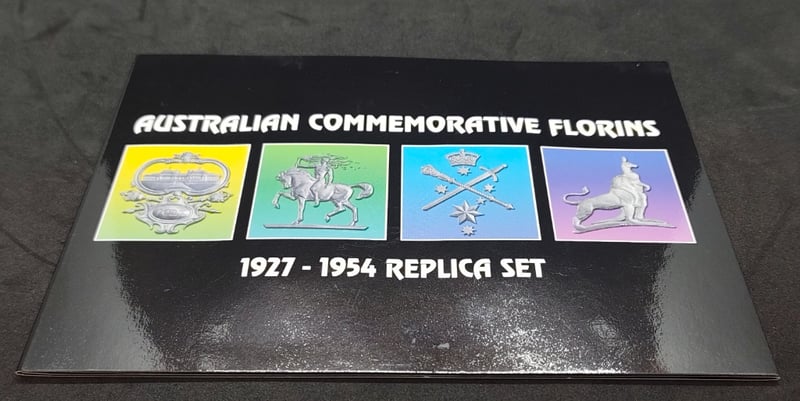 AUSTRALIAN COMMEMORATIVE FLORINS
1927 - 1954 REPLICA SET